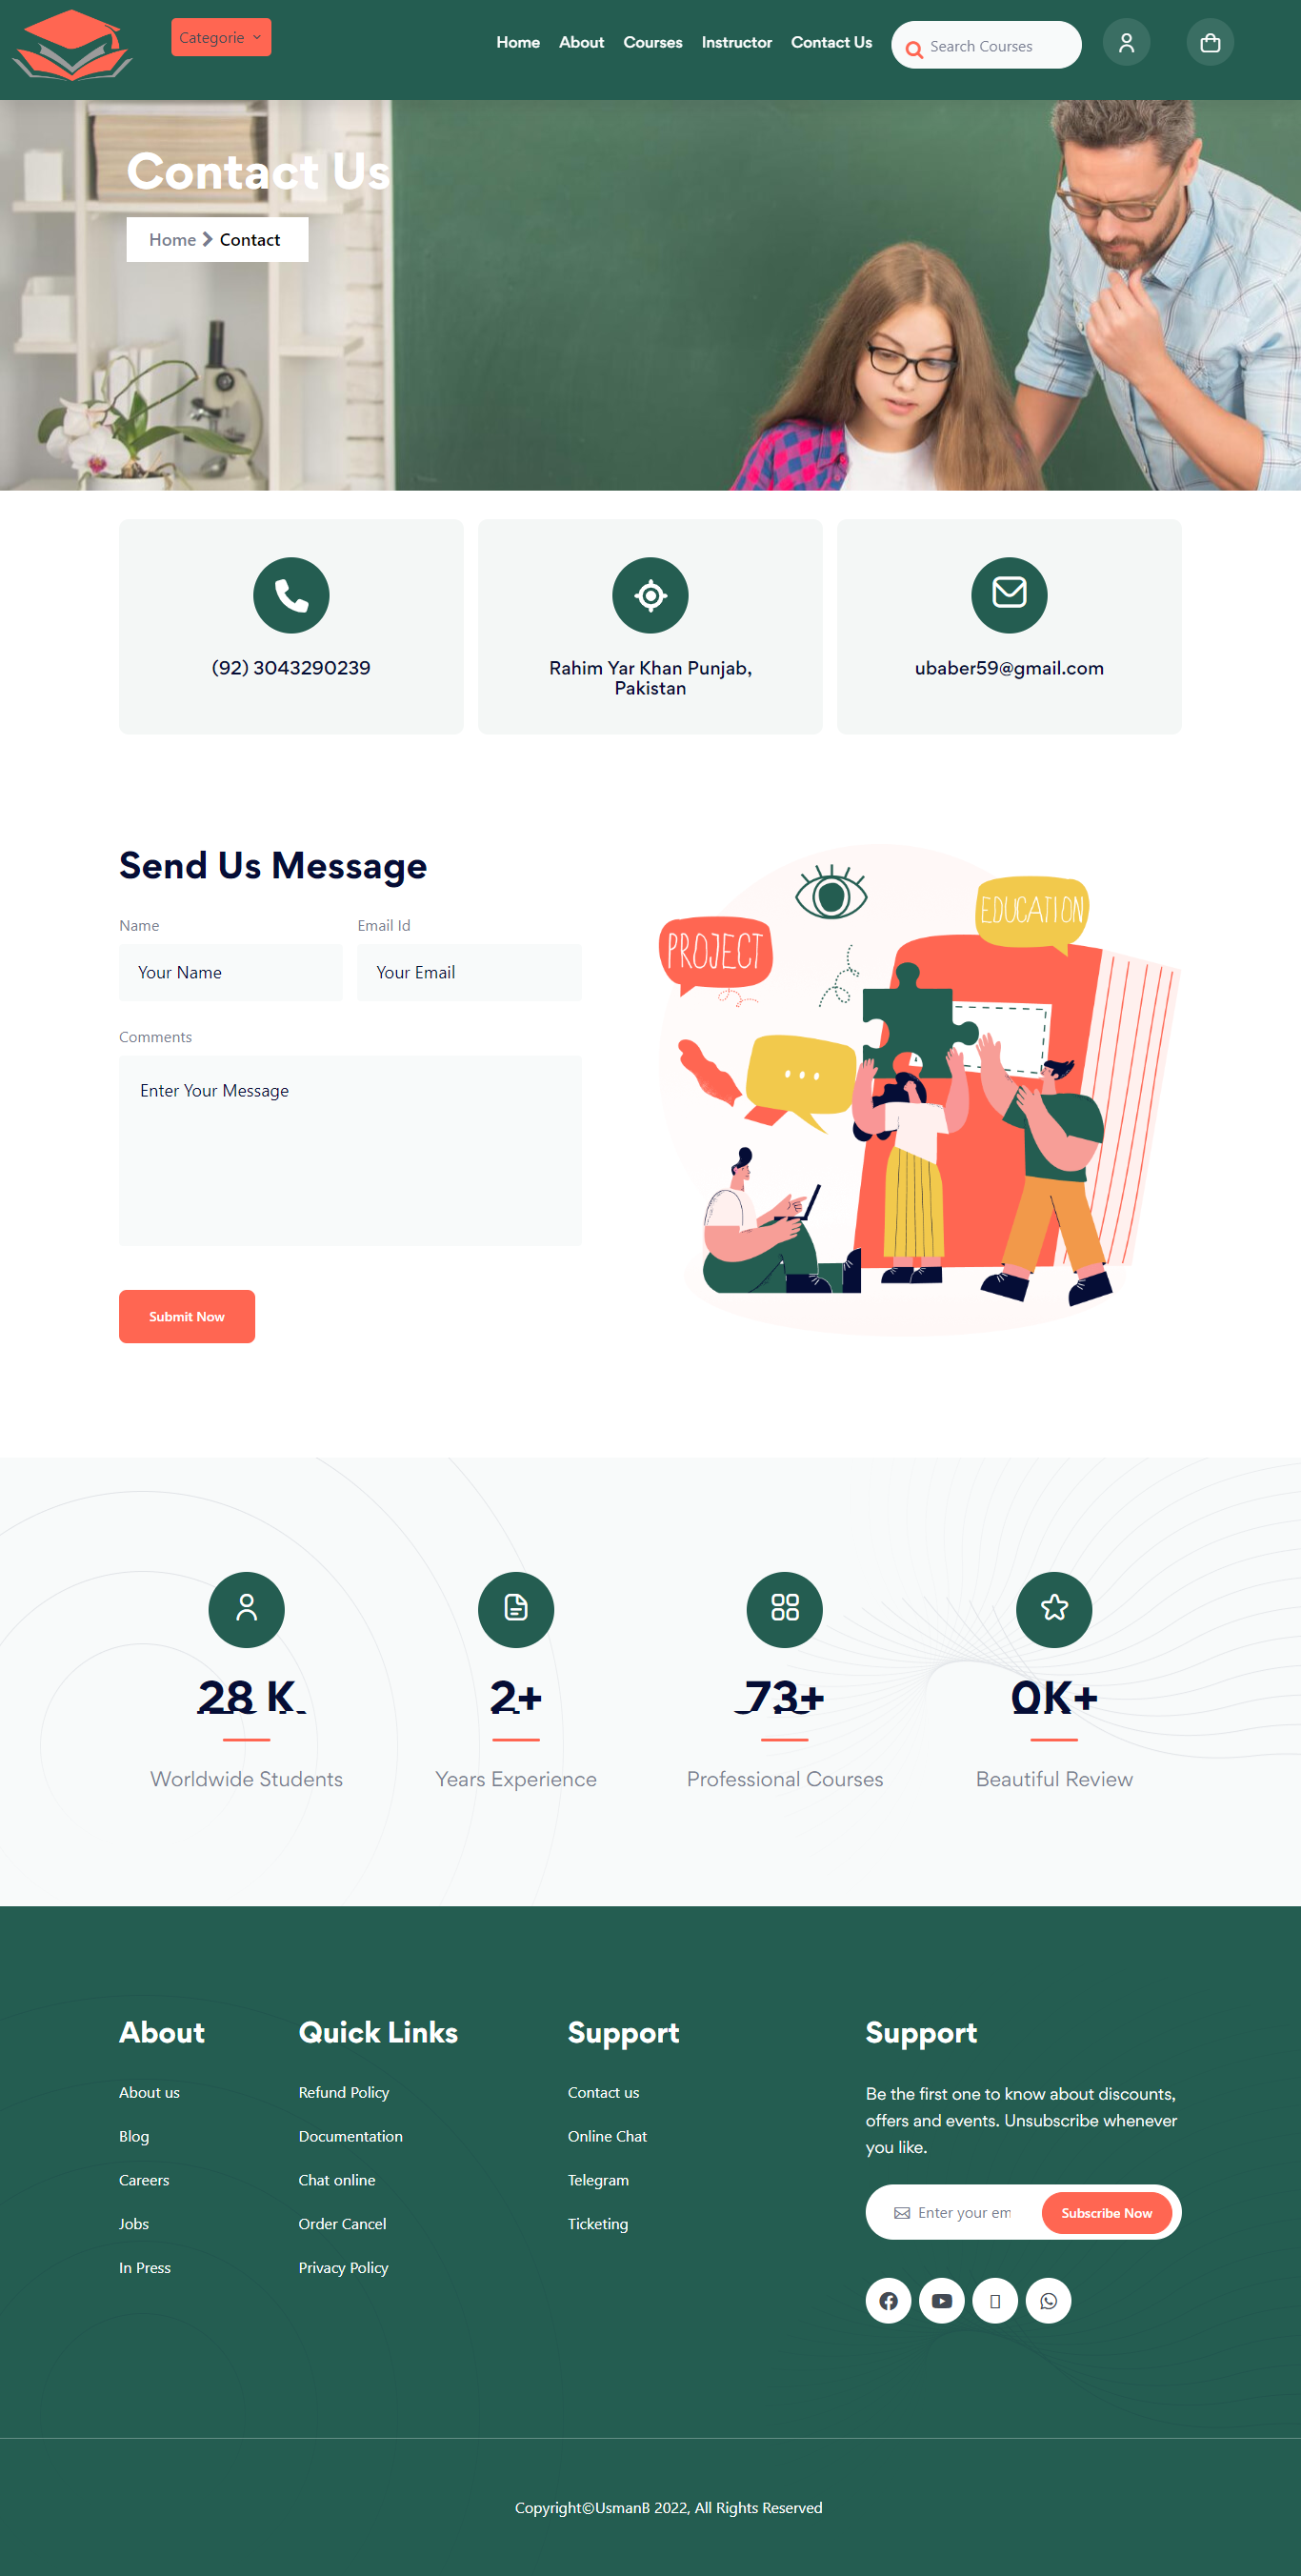 Categorie
Home About Courses Instructor Contact Us
Search Courses
Contact Us
Home Contact
(92) 3043290239
Rahim Yar Khan Punjab,
Pakistan
ubaber59@gmail.com
Send Us Message
Name
Email Id
Your Name
Your Email
Comments
Enter Your Message
Submit Now
PROJECT
EDUCATION
28 K
2+
73+
0K+
Worldwide Students
Years Experience
Professional Courses
Beautiful Review
About
About us
Blog
Careers
Jobs
In Press
Quick Links
Refund Policy
Documentation
Chat online
Order Cancel
Privacy Policy
Support
Contact us
Online Chat
Telegram
Ticketing
Support
Be the first one to know about discounts,
offers and events. Unsubscribe whenever
you like.
Enter your em
Subscribe Now
Copyright©UsmanB 2022, All Rights Reserved